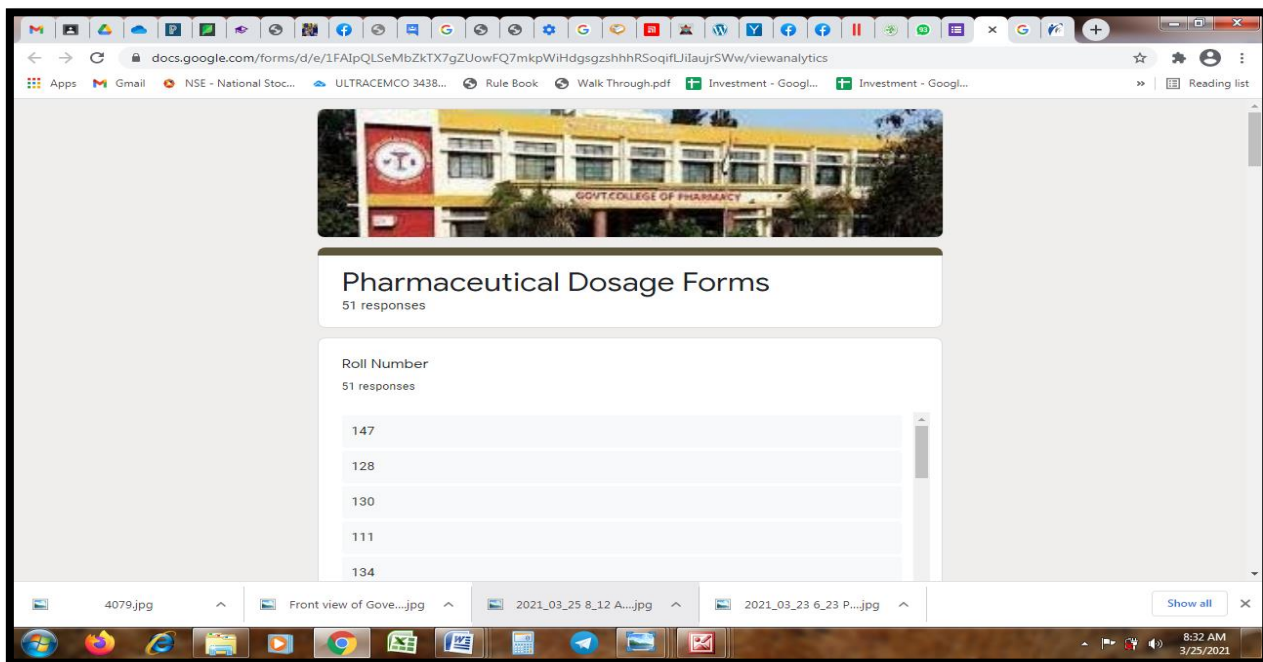 docs.google.com/forms/d/e/1FAIpQLSeMbZkTX7gZUowFQ7mkpWiHdgsgzshhhRSoqifLJiIaujrSWw/viewanalytics
Apps Gmail NSE - National Stoc... ULTRACEMCO 3438... Rule Book Walk Through.pdf Investment - Googl... Investment - Googl... » Reading list
GOVT.COLLEGE OF PHARMACY
Pharmaceutical Dosage Forms
51 responses
Roll Number
51 responses
147
128
130
111
134
4079.jpg Front view of Gove....jpg 2021_03_25 8_12 A....jpg 2021_03_23 6_23 P....jpg Show all
8:32 AM
3/25/2021